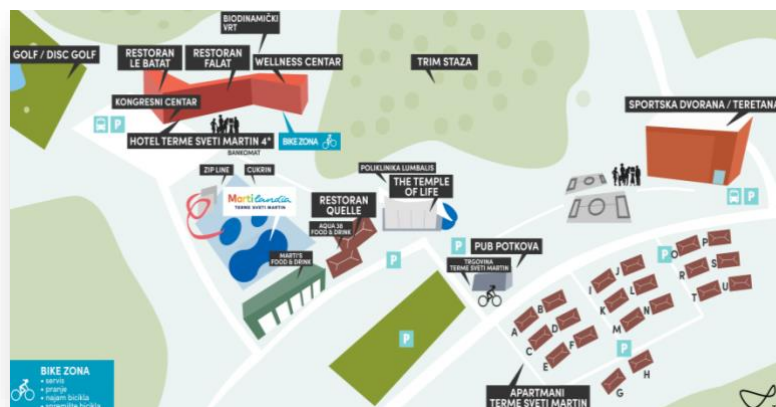 BIODINAMIČKI
VRT
GOLF / DISC GOLF
RESTORAN
LE BATAT
RESTORAN
FALAT
WELLNESS CENTAR
TRIM STAZA
KONGRESNI CENTAR
SPORTSKA DVORANA / TERETANA
P
HOTEL TERME SVETI MARTIN 4*
BANKOMAT
BIKE ZONA
ZIP LINE
CUKRIN
POLIKLINIKA LUMBALIS
THE TEMPLE
OF LIFE
Martilandia
TERME SVETI MARTIN
RESTORAN
QUELLE
AQUA 30
FOOD & DRINK
MARTI'S
FOOD & DRINK
P
P
P
PUB POTKOVA
TRGOVINA
TERME SVETI MARTIN
P
P
P
A
B
C
D
E
F
G
H
I
J
K
L
M
N
O
P
R
S
T
U
BIKE ZONA
• servis
• pranje
• najam bicikla
• spremište bicikla
APARTMANI
TERME SVETI MARTIN